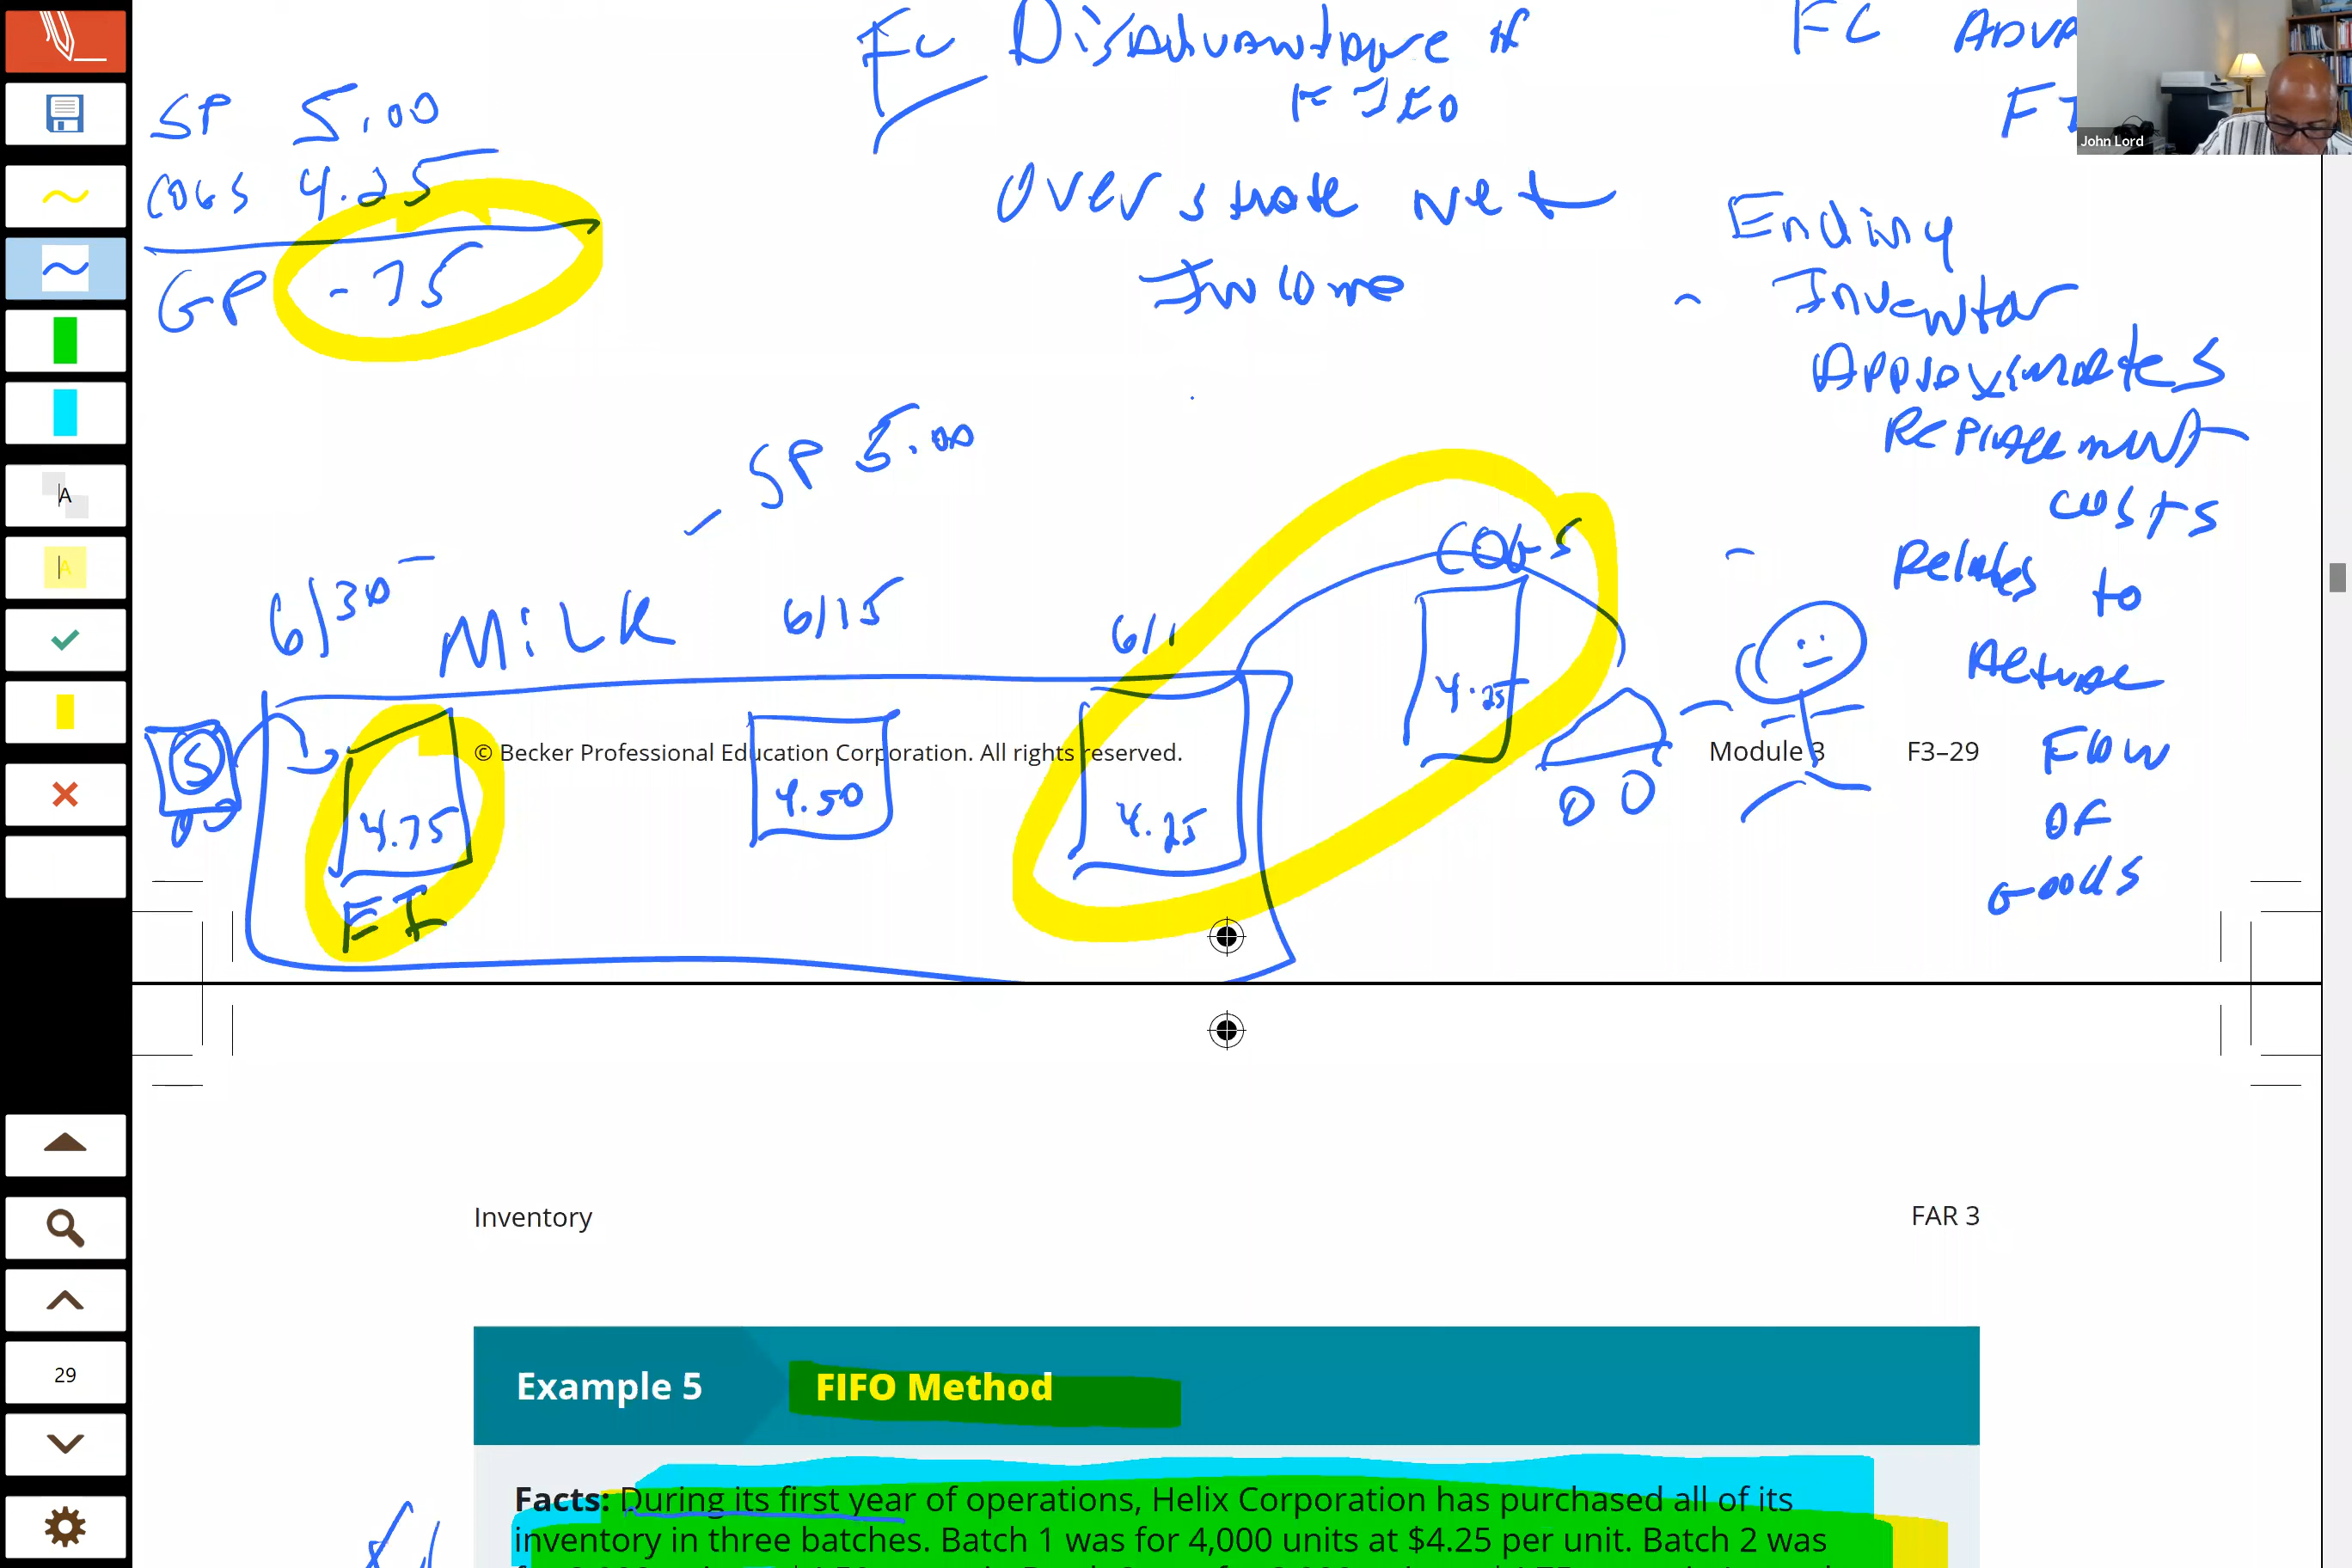 FC Disadvantage of
FIFO
Overstate Net
Income
FC ADVA
FI
John Lord
SP 5.00
COGS 4.25
GP .75
- Ending
Inventor
Approximates
Replacement
costs
- Relates to
Actual
Flow
OF
Goods
- SP 5.00
COGS
4.25
6/30 MILK 6/15 6/1
S
4.75
4.50
4.25
EI
© Becker Professional Education Corporation. All rights reserved.
Module 3 F3–29
Inventory
FAR 3
Example 5 FIFO Method
Facts: During its first year of operations, Helix Corporation has purchased all of its
inventory in three batches. Batch 1 was for 4,000 units at $4.25 per unit. Batch 2 was
A
A
29